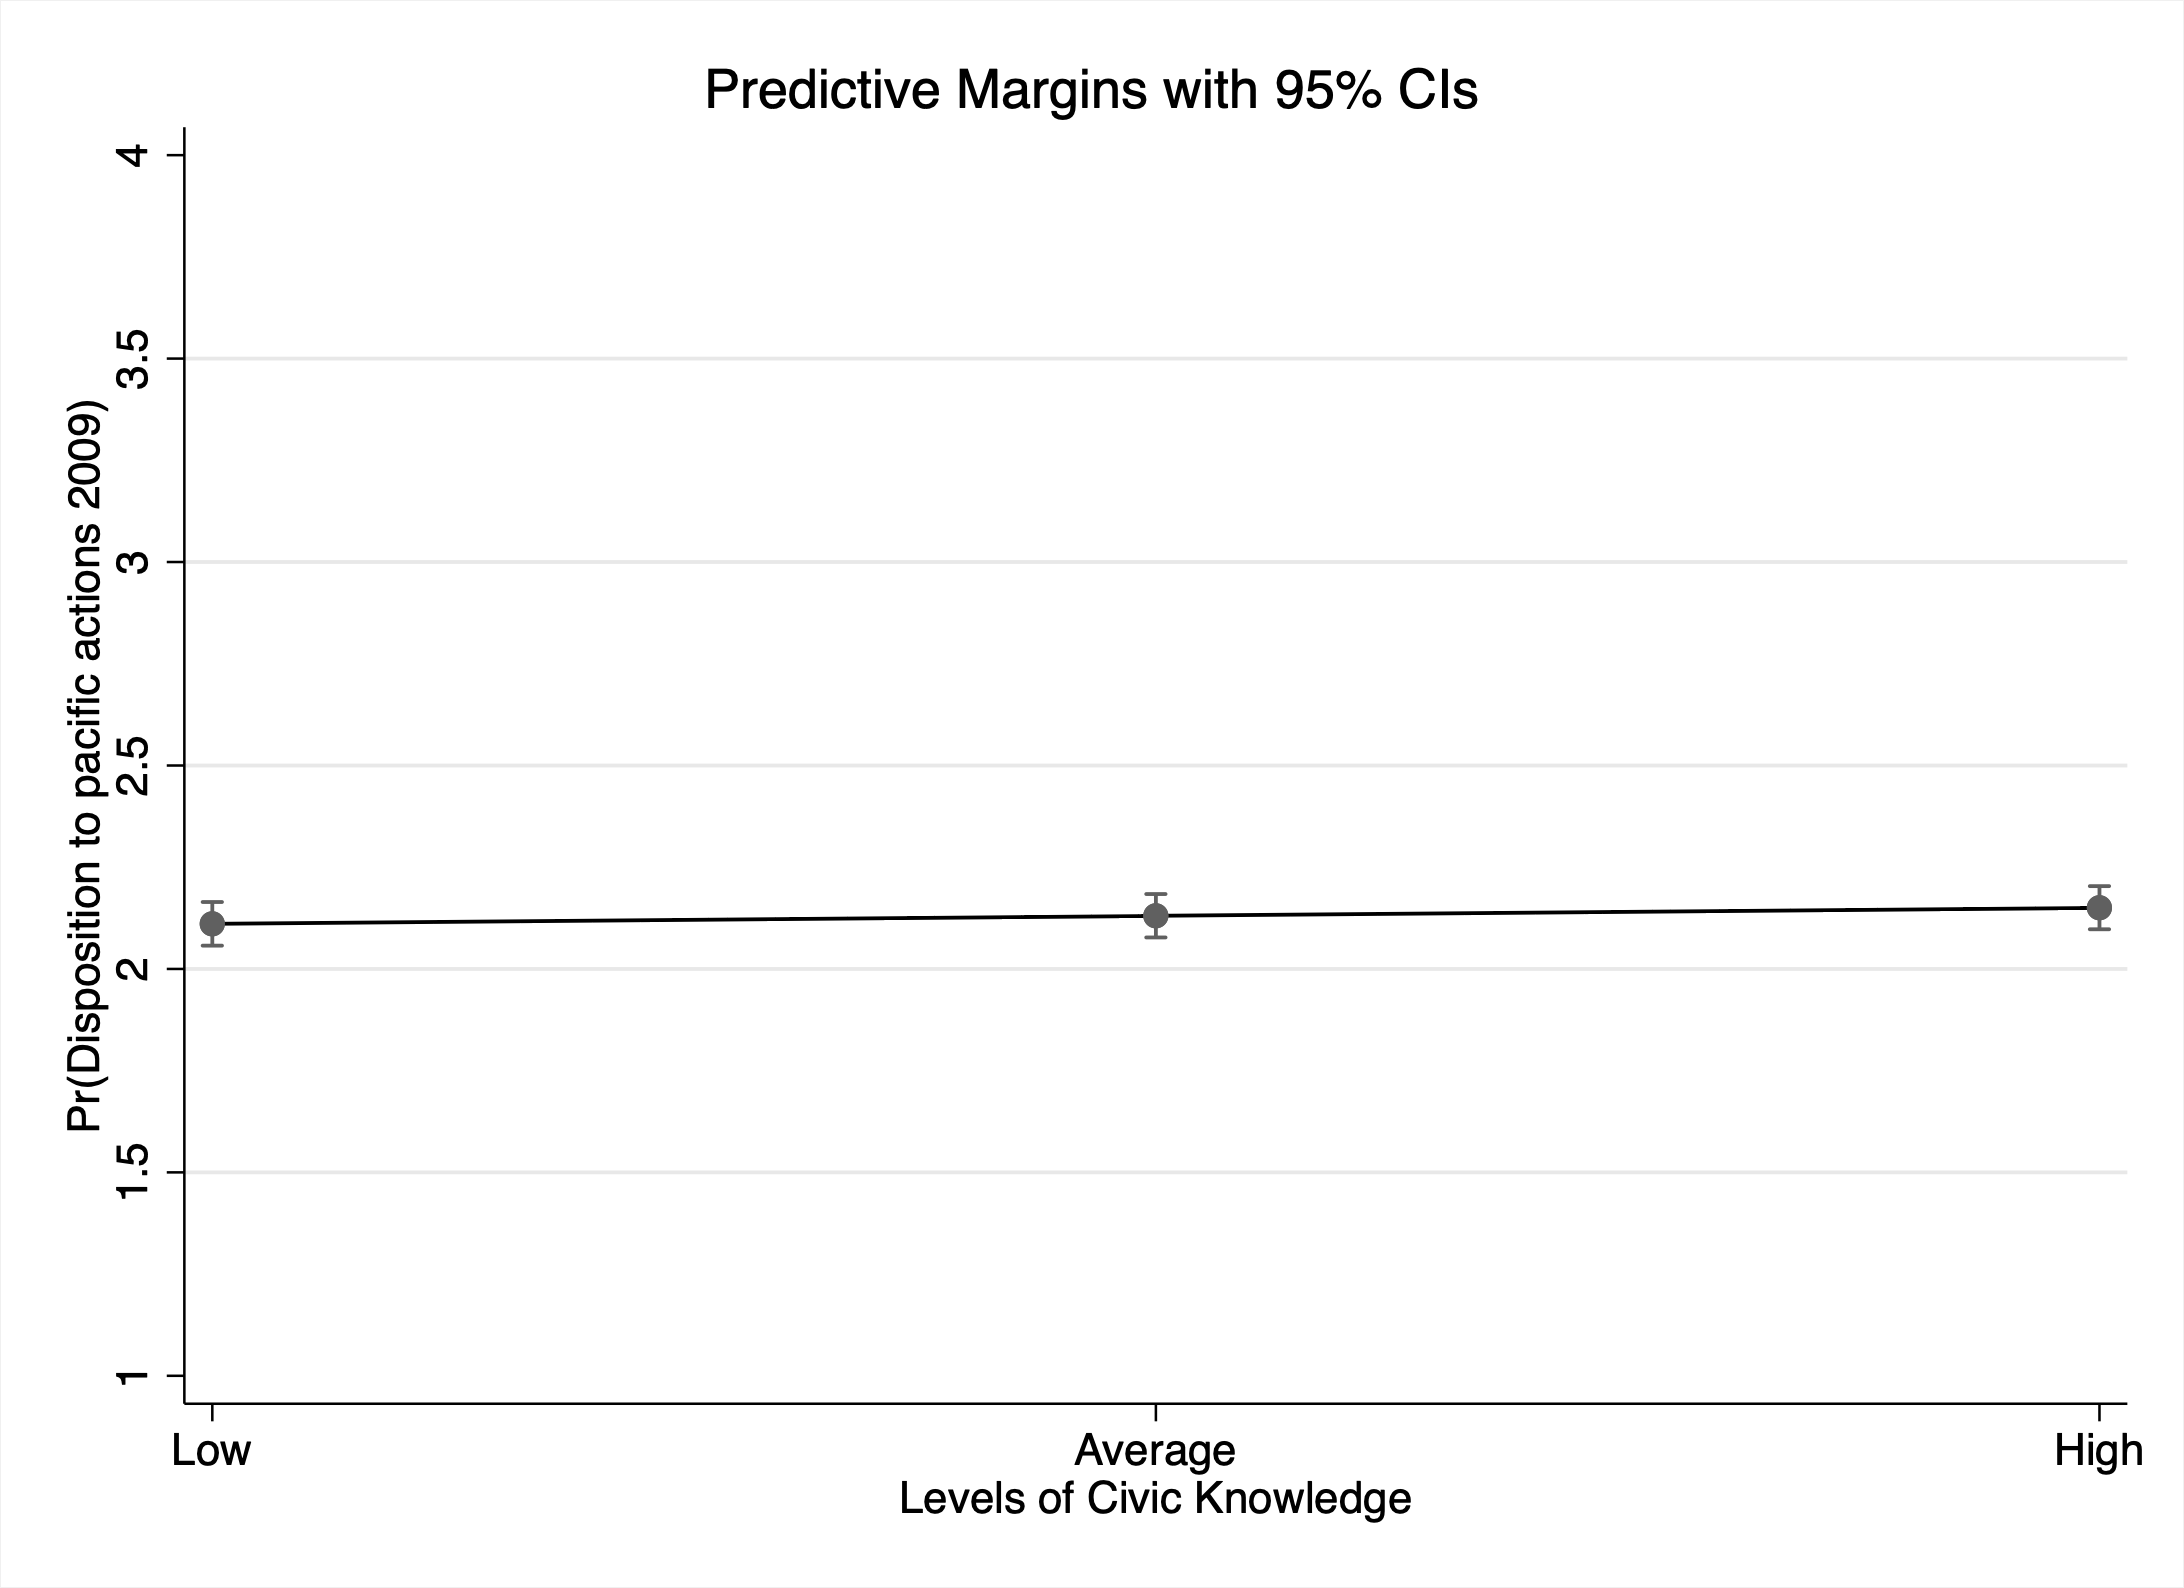 Predictive Margins with 95% CIs
Pr(Disposition to pacific actions 2009)
4
3.5
3
2.5
2
1.5
1
Low
Average
High
Levels of Civic Knowledge